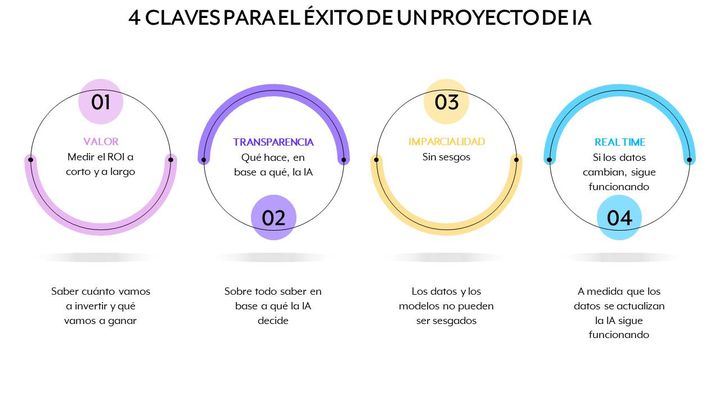 4 CLAVES PARA EL ÉXITO DE UN PROYECTO DE IA
01
VALOR
Medir el ROI a
corto y a largo
Saber cuánto vamos
a invertir y qué
vamos a ganar
TRANSPARENCIA
Qué hace, en
base a qué, la IA
02
Sobre todo saber en
base a qué la IA
decide
03
IMPARCIALIDAD
Sin sesgos
Los datos y los
modelos no pueden
ser sesgados
REAL TIME
Si los datos
cambian, sigue
funcionando
04
A medida que los
datos se actualizan
la IA sigue
funcionando